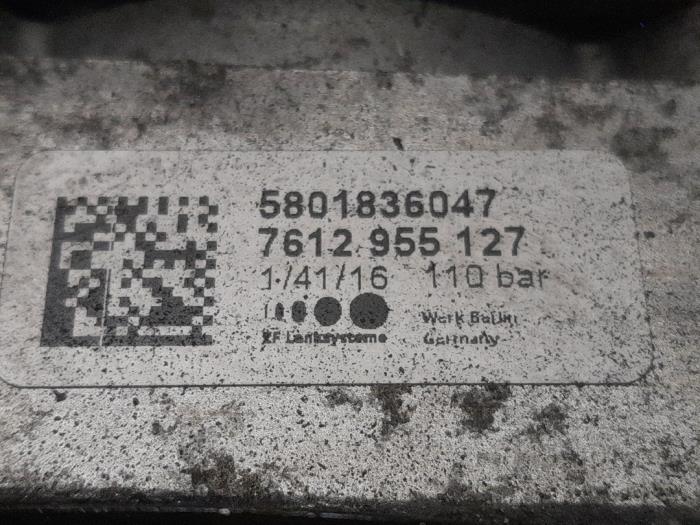 5801836047
7612 955 127
1/41/16 110 bar
ZF Lenksysteme
Werk Berlin
Germany